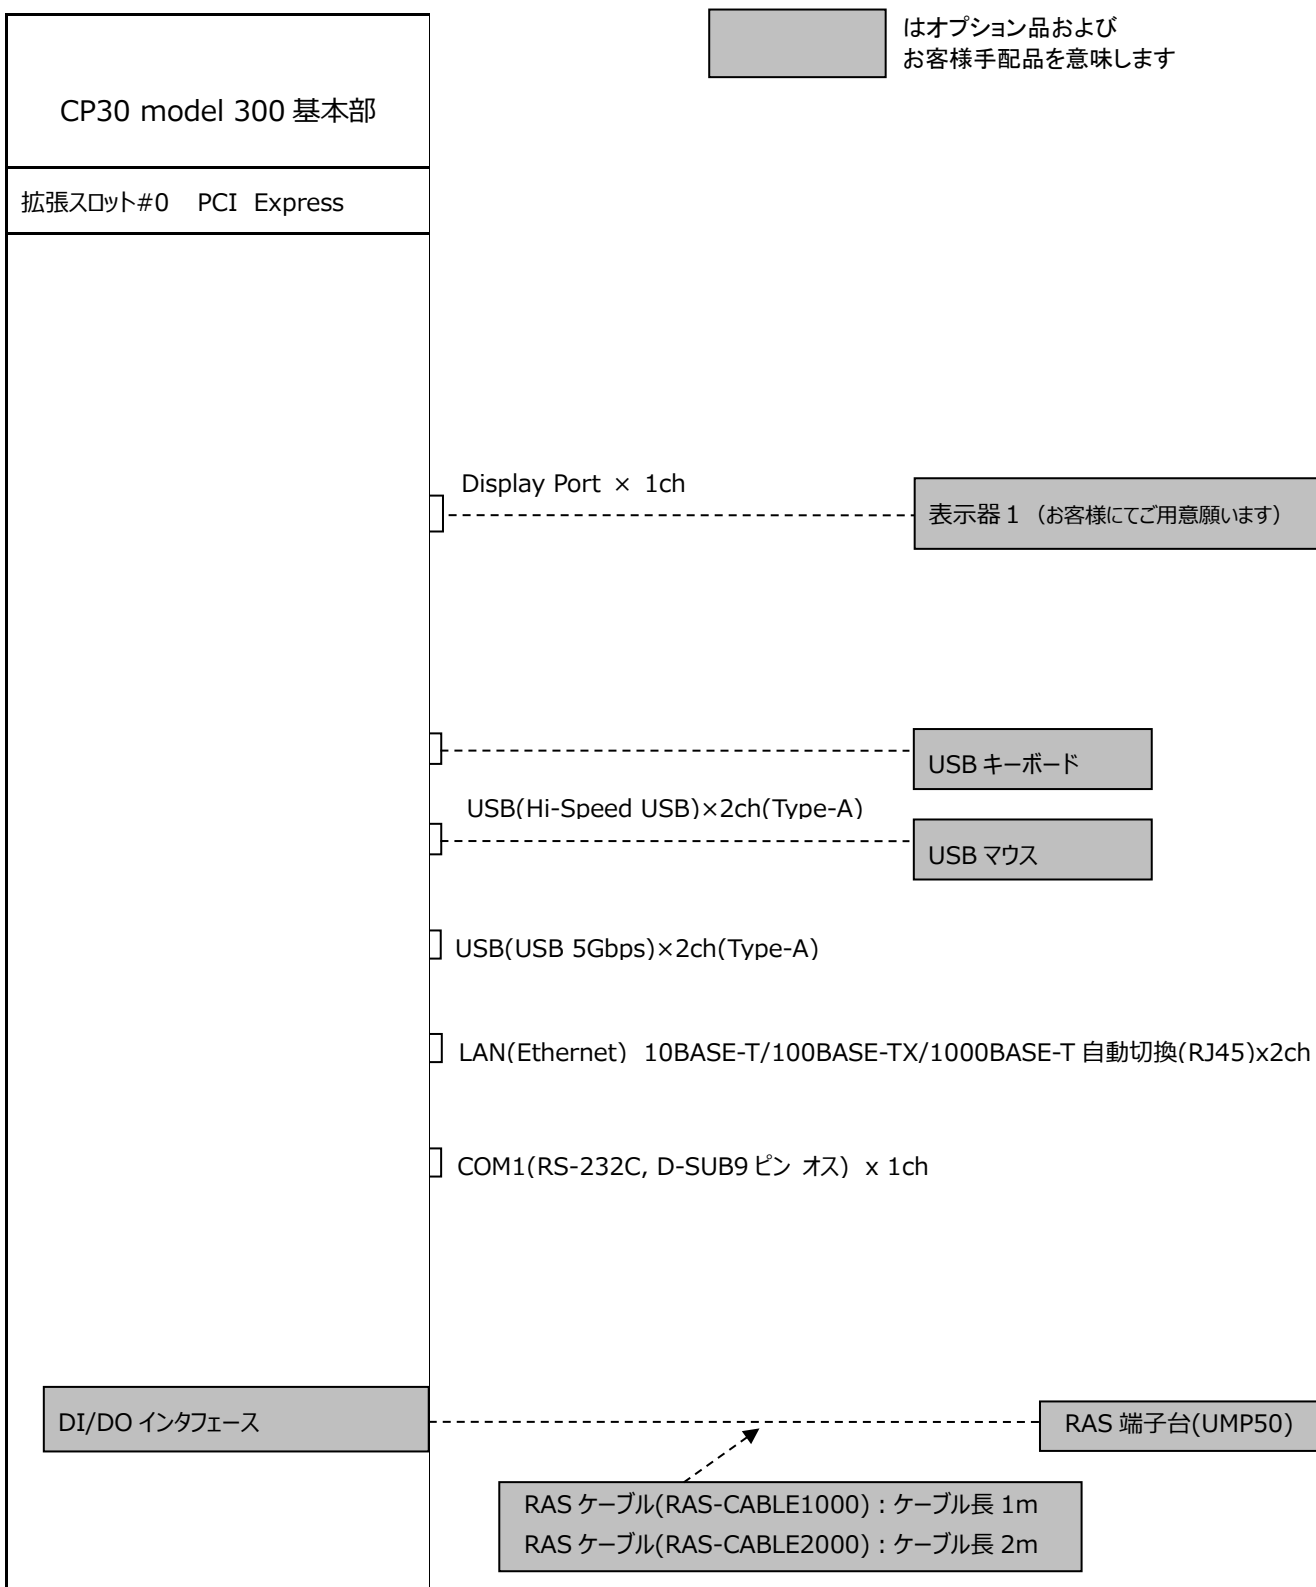 はオプション品および
お客様手配品を意味します
CP30 model 300 基本部
拡張スロット#0 PCI Express
Display Port × 1ch
表示器1 (お客様にてご用意願います)
USB キーボード
USB(Hi-Speed USB)×2ch(Type-A)
USB マウス
USB(USB 5Gbps)×2ch(Type-A)
LAN(Ethernet) 10BASE-T/100BASE-TX/1000BASE-T 自動切換(RJ45)x2ch
COM1(RS-232C, D-SUB9 ピン オス) x 1ch
DI/DO インタフェース
RAS 端子台(UMP50)
RAS ケーブル(RAS-CABLE1000):ケーブル長 1m
RAS ケーブル(RAS-CABLE2000):ケーブル長 2m